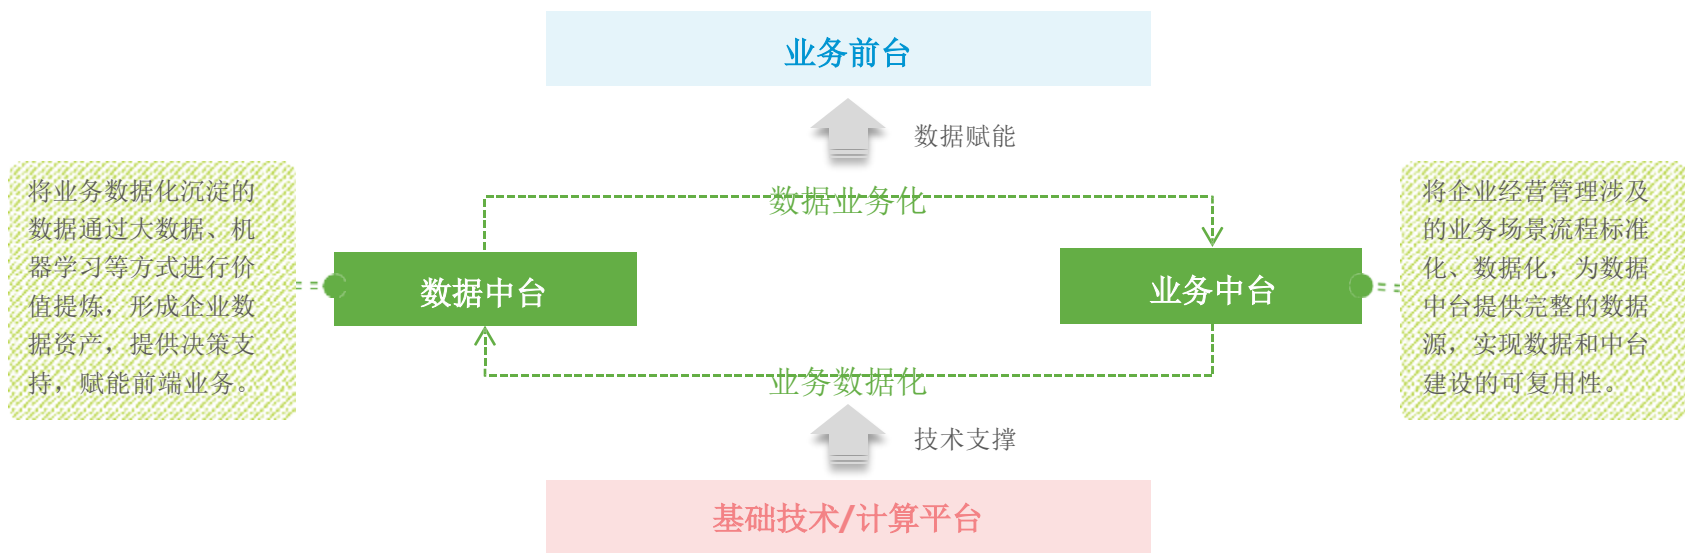 业务前台
数据赋能
将业务数据化沉淀的
数据通过大数据、机
器学习等方式进行价
值提炼，形成企业数
据资产，提供决策支
持，赋能前端业务。
数据业务化
数据中台
业务中台
业务数据化
将企业经营管理涉及
的业务场景流程标准
化、数据化，为数据
中台提供完整的数据
源，实现数据和中台
建设的可复用性。
技术支撑
基础技术/计算平台